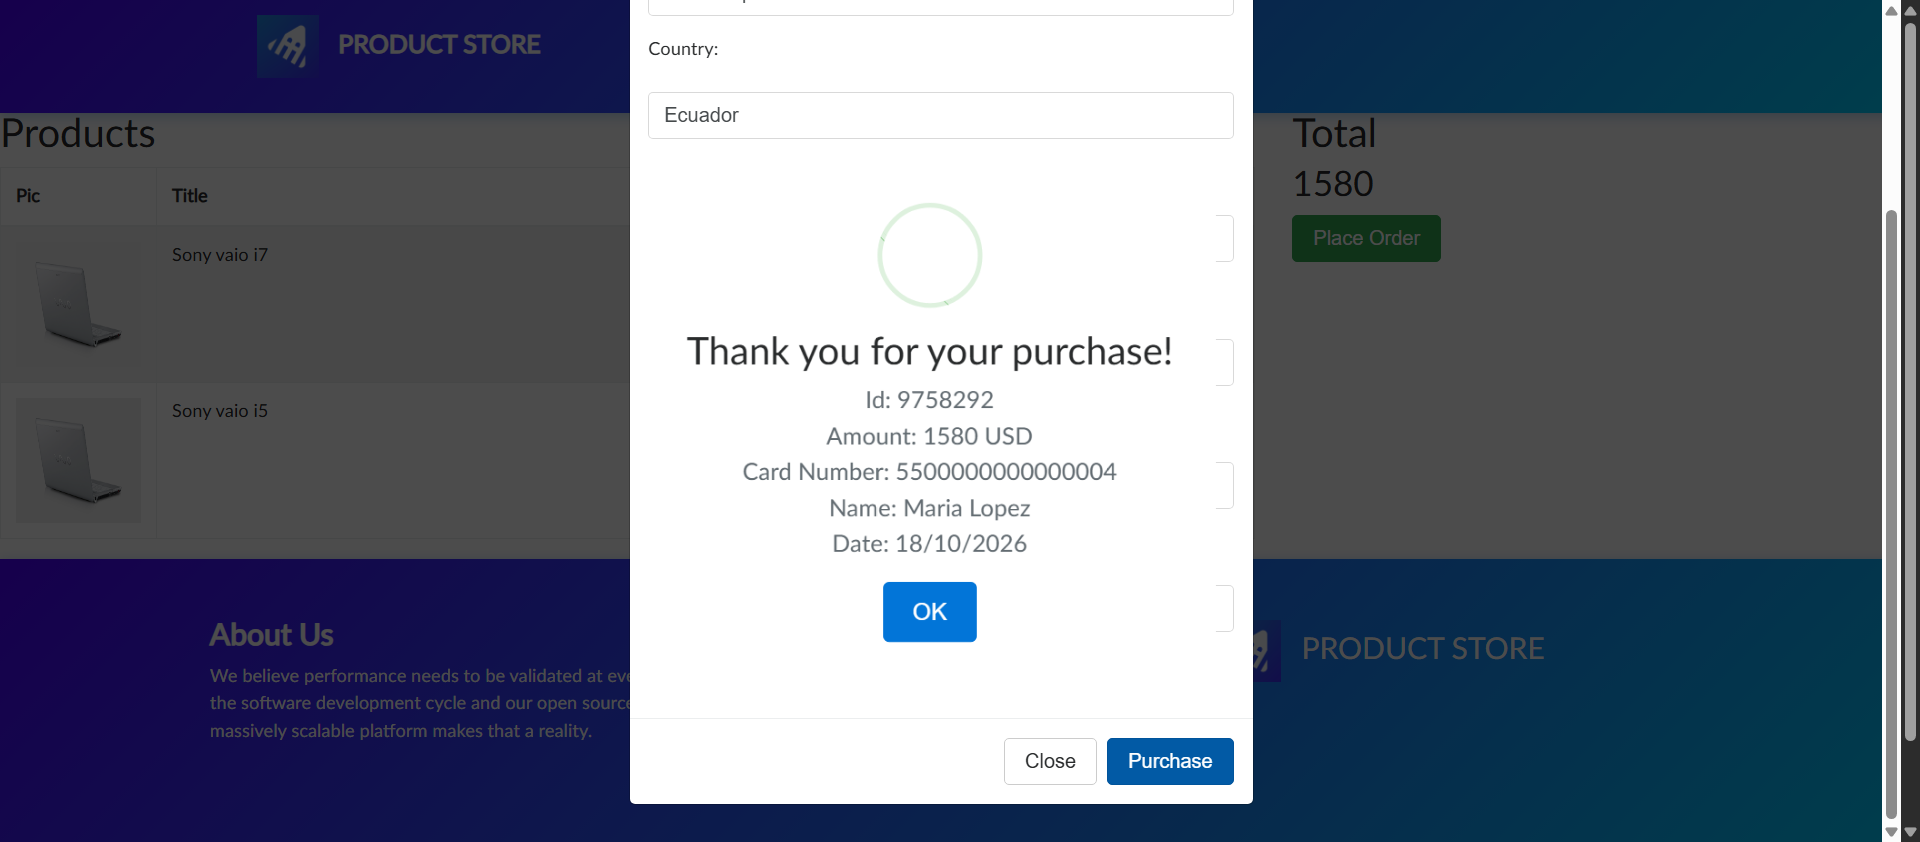 PRODUCT STORE
Products
Pic Title
Sony vaio i7
Sony vaio i5
Country:
Ecuador
Thank you for your purchase!
Id: 9758292
Amount: 1580 USD
Card Number: 5500000000000004
Name: Maria Lopez
Date: 18/10/2026
OK
Close Purchase
Total
1580
Place Order
About Us
We believe performance needs to be validated at eve
the software development cycle and our open source
massively scalable platform makes that a reality.
PRODUCT STORE